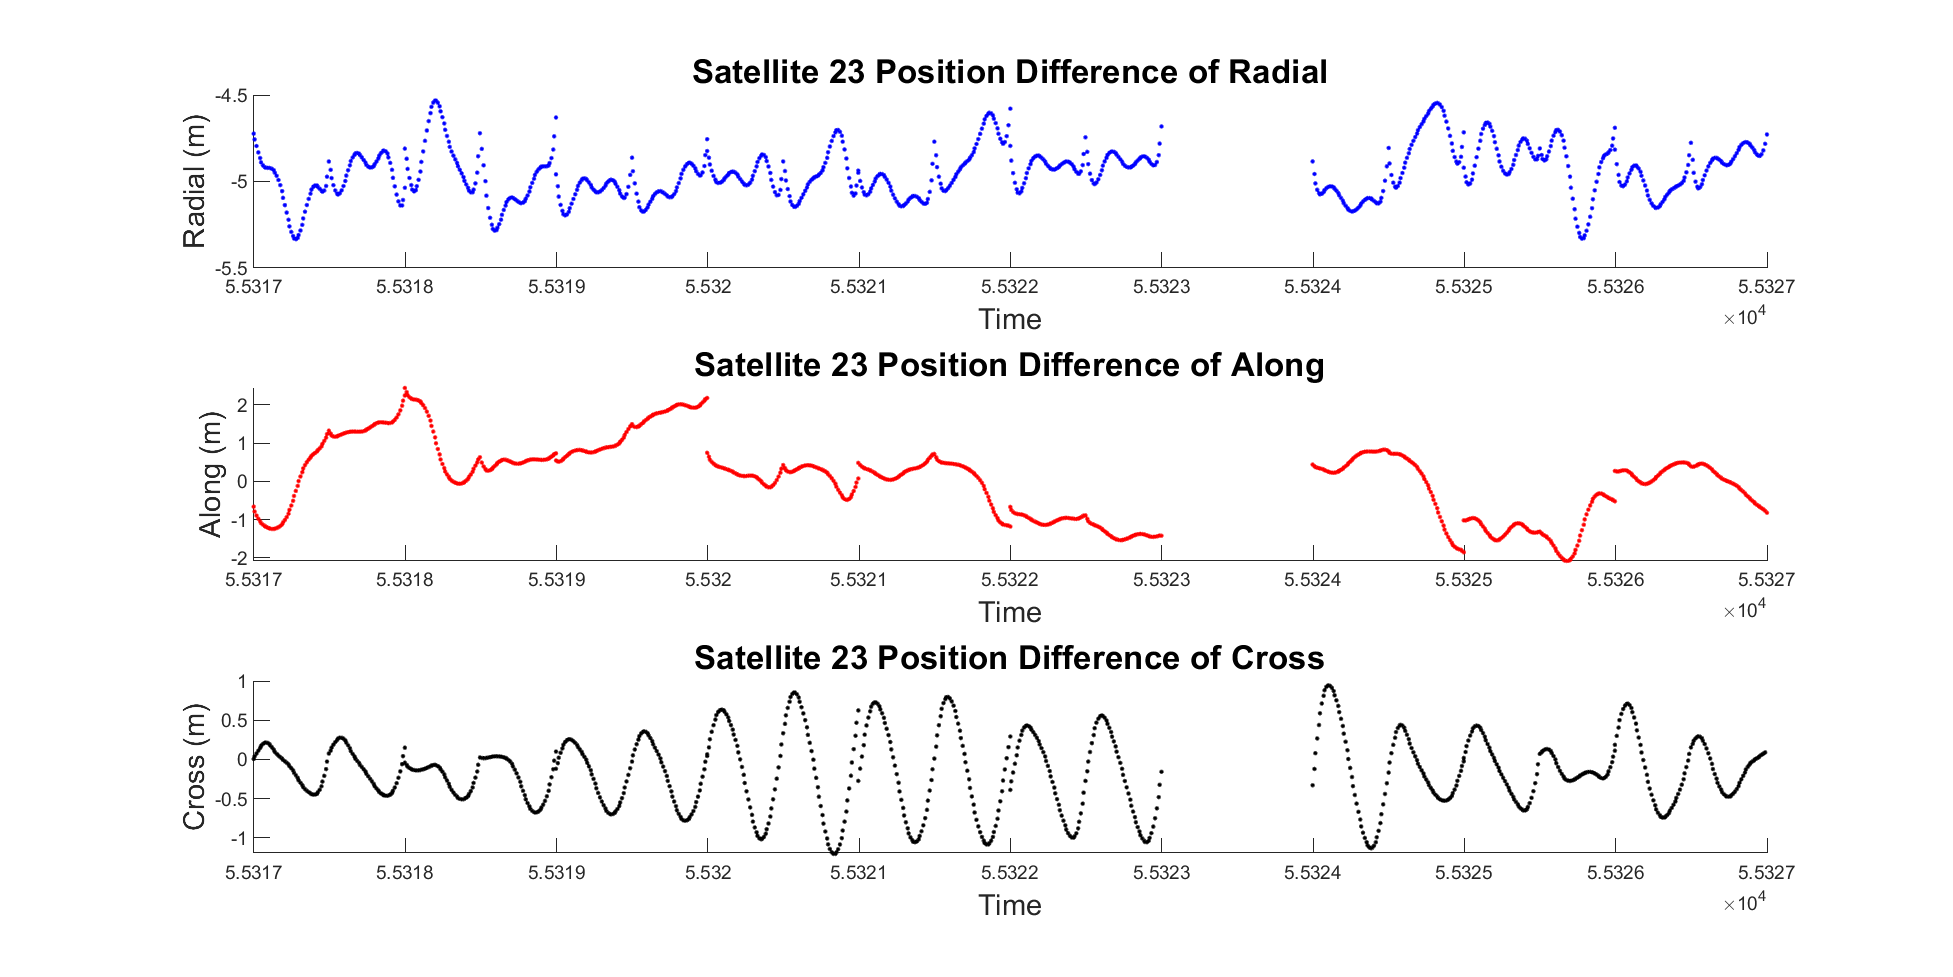 Satellite 23 Position Difference of Radial
Radial (m)
-4.5
-5
-5.5
5.5317 5.5318 5.5319 5.532 5.5321 5.5322 5.5323 5.5324 5.5325 5.5326 5.5327
Time
×10^4
Satellite 23 Position Difference of Along
Along (m)
2
1
0
-1
-2
5.5317 5.5318 5.5319 5.532 5.5321 5.5322 5.5323 5.5324 5.5325 5.5326 5.5327
Time
×10^4
Satellite 23 Position Difference of Cross
Cross (m)
1
0.5
0
-0.5
-1
5.5317 5.5318 5.5319 5.532 5.5321 5.5322 5.5323 5.5324 5.5325 5.5326 5.5327
Time
×10^4